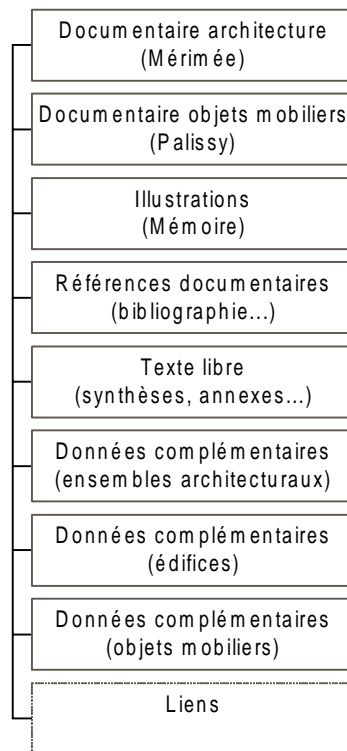 Documentaire architecture
(Mérimée)
Documentaire objets mobiliers
(Palissy)
Illustrations
(Mémoire)
Références documentaires
(bibliographie...)
Texte libre
(synthèses, annexes...)
Données complémentaires
(ensembles architecturaux)
Données complémentaires
(édifices)
Données complémentaires
(objets mobiliers)
Liens